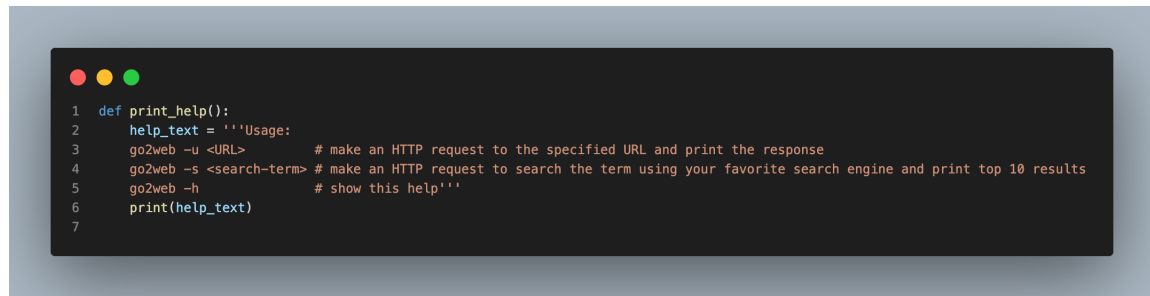 1 def print_help():
2     help_text = '''Usage:
3     go2web -u <URL>         # make an HTTP request to the specified URL and print the response
4     go2web -s <search-term> # make an HTTP request to search the term using your favorite search engine and print top 10 results
5     go2web -h               # show this help'''
6     print(help_text)
7